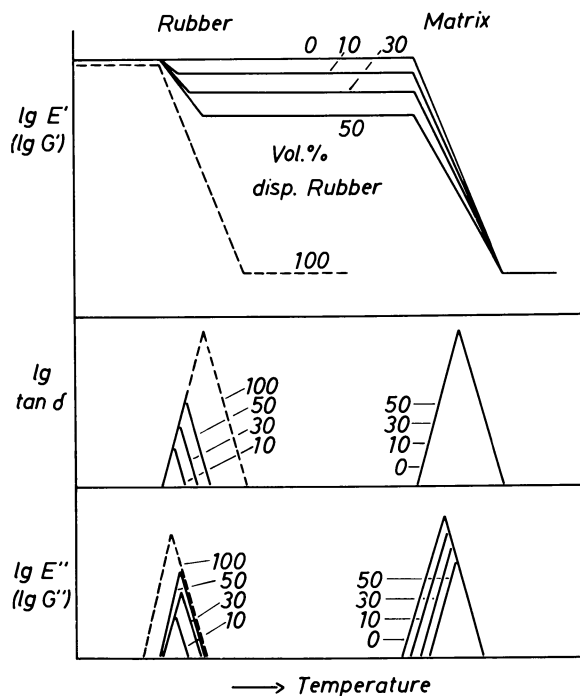 Rubber
0 10 30 Matrix
lg E'
(lg G')
50
Vol.%
disp. Rubber
100
lg
tan δ
100
50
30
10
50
30
10
0
lg E''
(lg G'')
100
50
30
10
50
30
10
0
→ Temperature